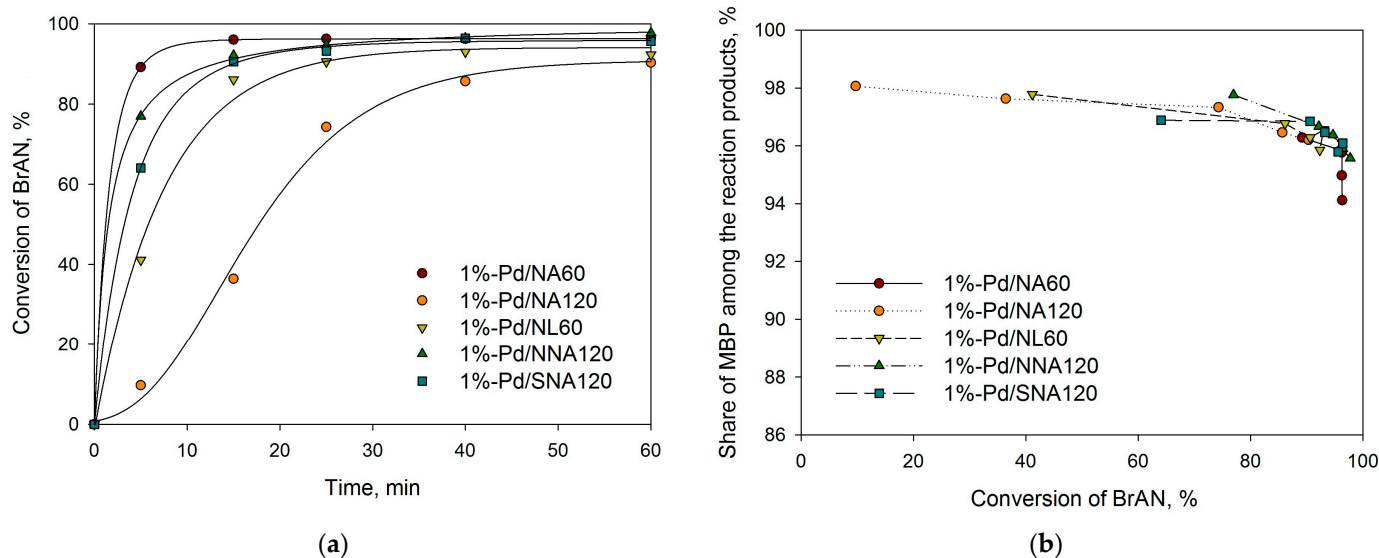 100
80
60
40
20
0
Conversion of BrAN, %
0 10 20 30 40 50 60
Time, min
1%-Pd/NA60
1%-Pd/NA120
1%-Pd/NL60
1%-Pd/NNA120
1%-Pd/SNA120
(a)
100
98
96
94
92
90
88
86
Share of MBP among the reaction products, %
0 20 40 60 80 100
Conversion of BrAN, %
1%-Pd/NA60
1%-Pd/NA120
1%-Pd/NL60
1%-Pd/NNA120
1%-Pd/SNA120
(b)